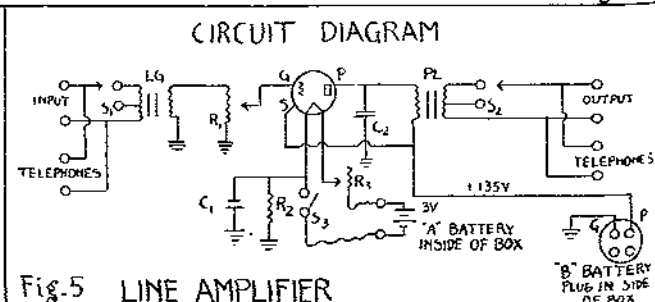 CIRCUIT DIAGRAM
LG
G
P
PL
S
INPUT
S1
R1
C2
S2
OUTPUT
TELEPHONES
TELEPHONES
C1
R2
S3
R3
+135V
3V
"A" BATTERY
INSIDE OF BOX
G
P
"B" BATTERY
PLUG IN SIDE
OF BOX
Fig.5 LINE AMPLIFIER